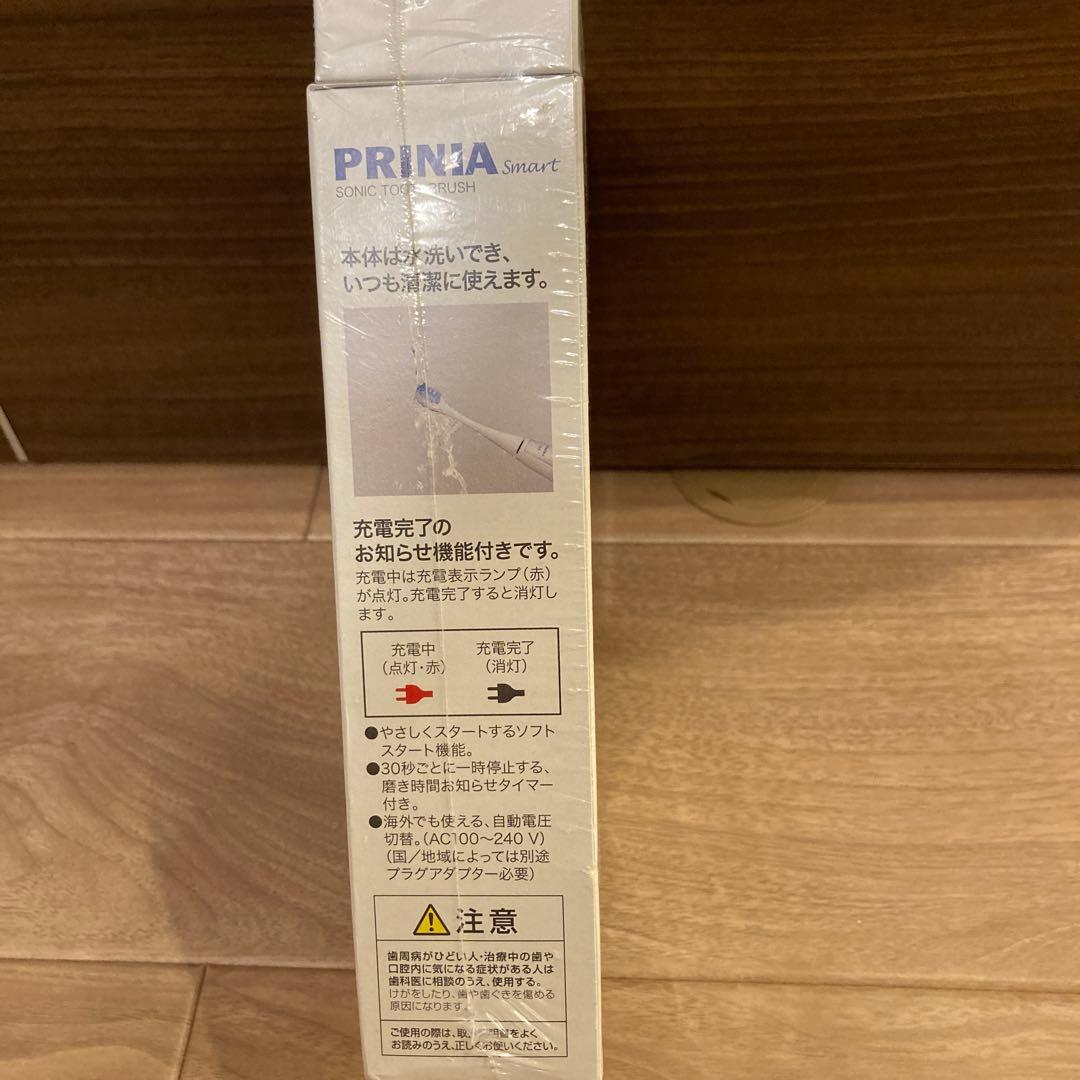 PRINIA Smart
SONIC TOOTHBRUSH
本体は水洗いでき、
いつも清潔に使えます。
充電完了の
お知らせ機能付きです。
充電中は充電表示ランプ(赤)
が点灯。充電完了すると消灯し
ます。
充電中 充電完了
(点灯・赤) (消灯)
●やさしくスタートするソフト
スタート機能。
●30秒ごとに一時停止する、
磨き時間お知らせタイマー
付き。
●海外でも使える、自動電圧
切替。(AC100〜240 V)
(国/地域によっては別途
プラグアダプター必要)
注意
歯周病がひどい人・治療中の歯や
口腔内に気になる症状がある人は
歯科医に相談のうえ、使用する。
けがをしたり、歯や歯ぐきを傷める
原因になります。
ご使用の際は、取扱説明書をよく
お読みのうえ、正しくお使いください。